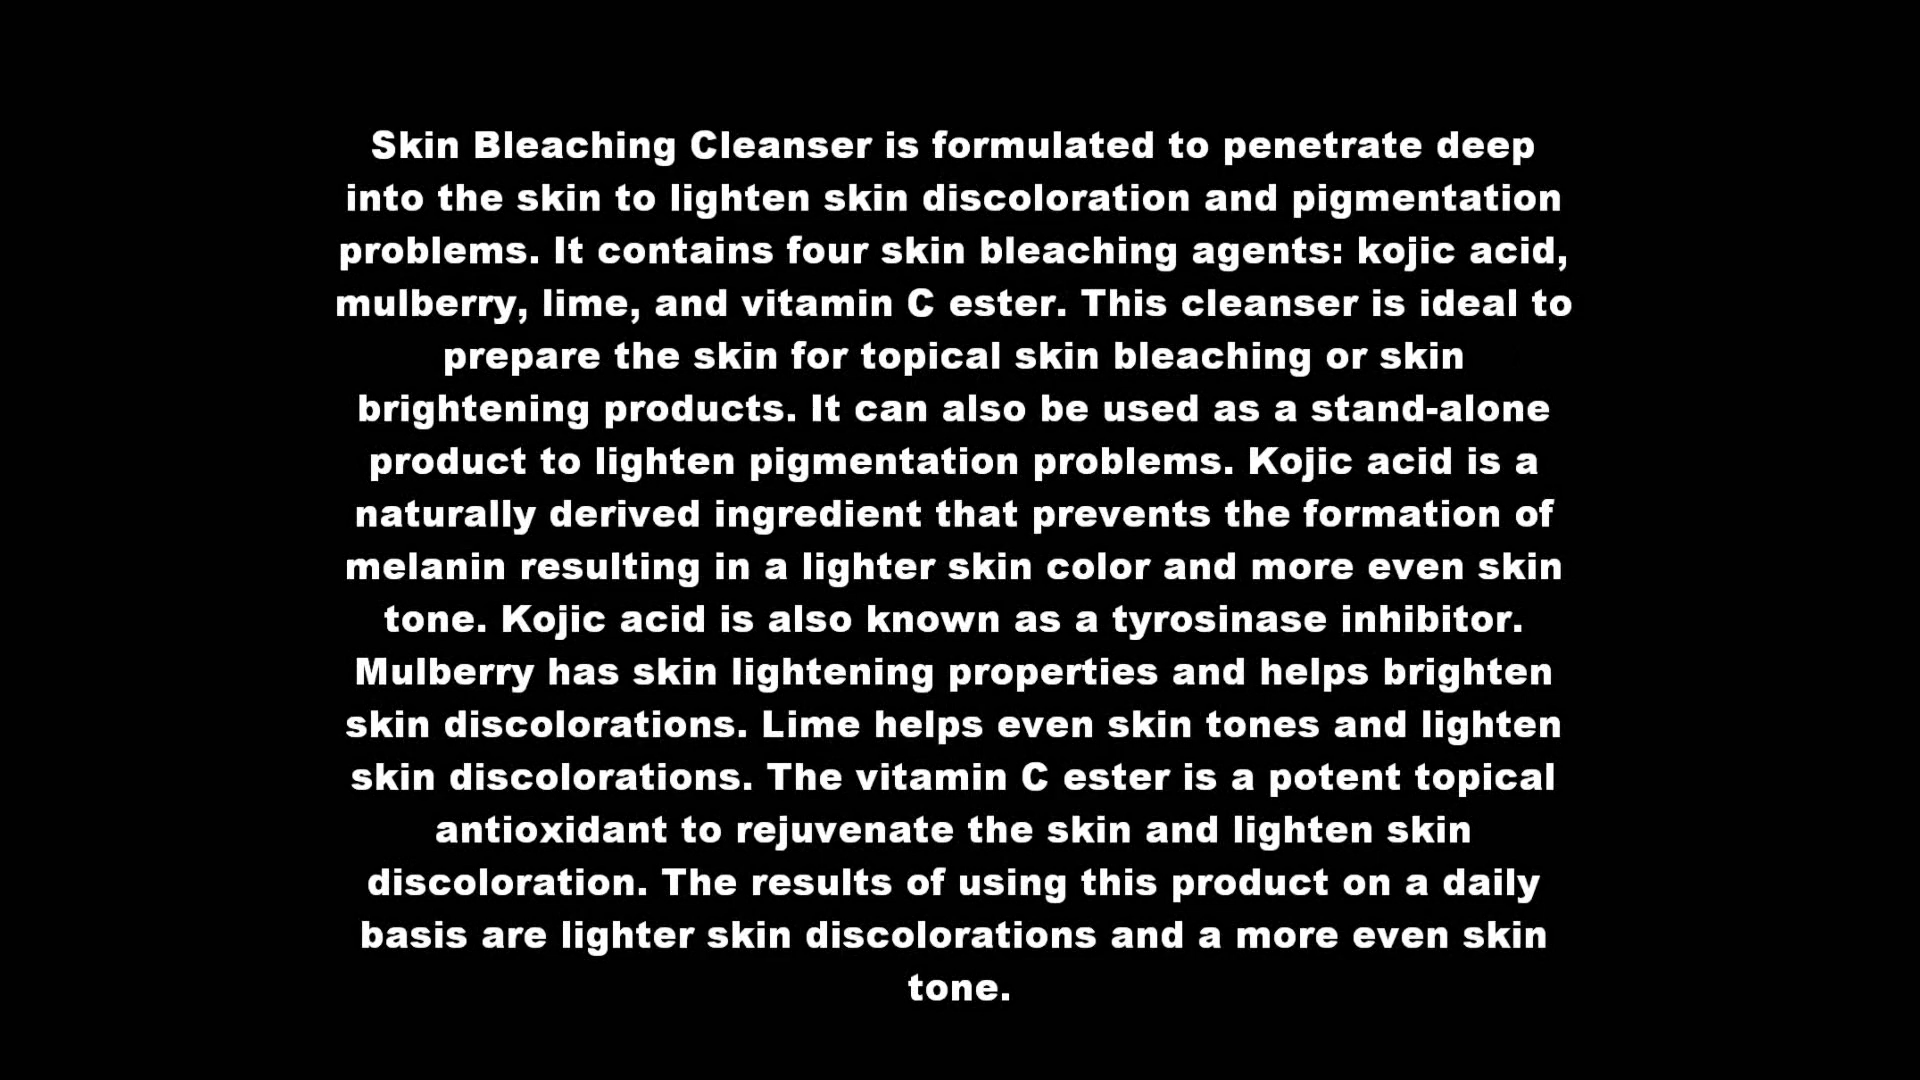 Skin Bleaching Cleanser is formulated to penetrate deep
into the skin to lighten skin discoloration and pigmentation
problems. It contains four skin bleaching agents: kojic acid,
mulberry, lime, and vitamin C ester. This cleanser is ideal to
prepare the skin for topical skin bleaching or skin
brightening products. It can also be used as a stand-alone
product to lighten pigmentation problems. Kojic acid is a
naturally derived ingredient that prevents the formation of
melanin resulting in a lighter skin color and more even skin
tone. Kojic acid is also known as a tyrosinase inhibitor.
Mulberry has skin lightening properties and helps brighten
skin discolorations. Lime helps even skin tones and lighten
skin discolorations. The vitamin C ester is a potent topical
antioxidant to rejuvenate the skin and lighten skin
discoloration. The results of using this product on a daily
basis are lighter skin discolorations and a more even skin
tone.